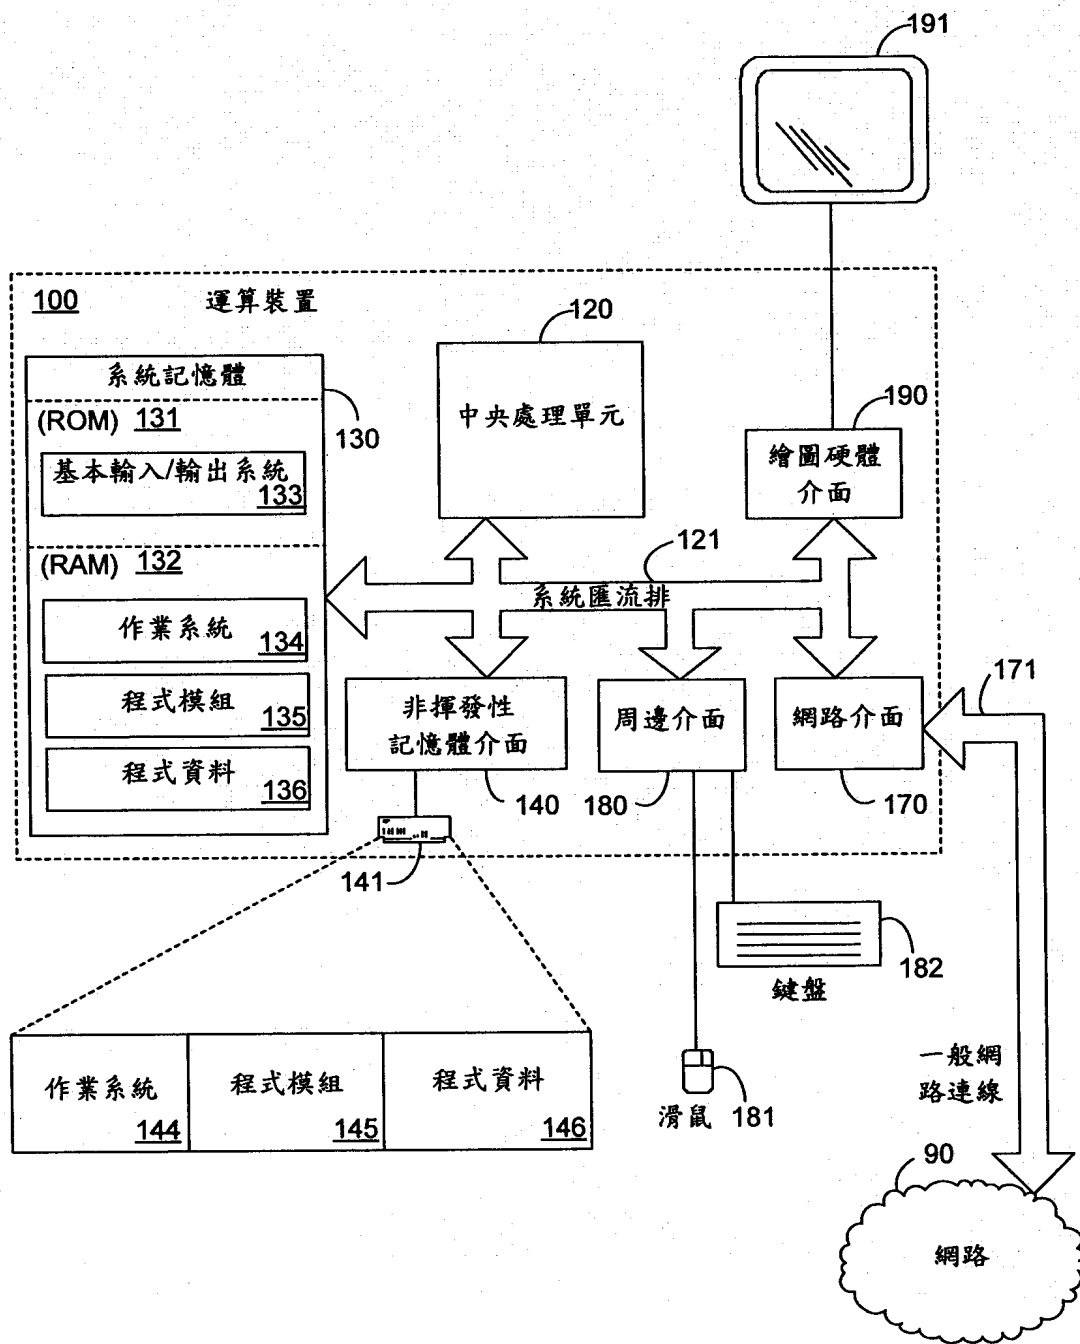 191
100 運算裝置
120
系統記憶體
130
(ROM) 131
基本輸入/輸出系統
133
中央處理單元
190
繪圖硬體
介面
(RAM) 132
121
系統匯流排
作業系統
134
程式模組
135
程式資料
136
非揮發性
記憶體介面
140
周邊介面
180
網路介面
170
171
141
182
鍵盤
作業系統
144
程式模組
145
程式資料
146
滑鼠 181
一般網
路連線
90
網路